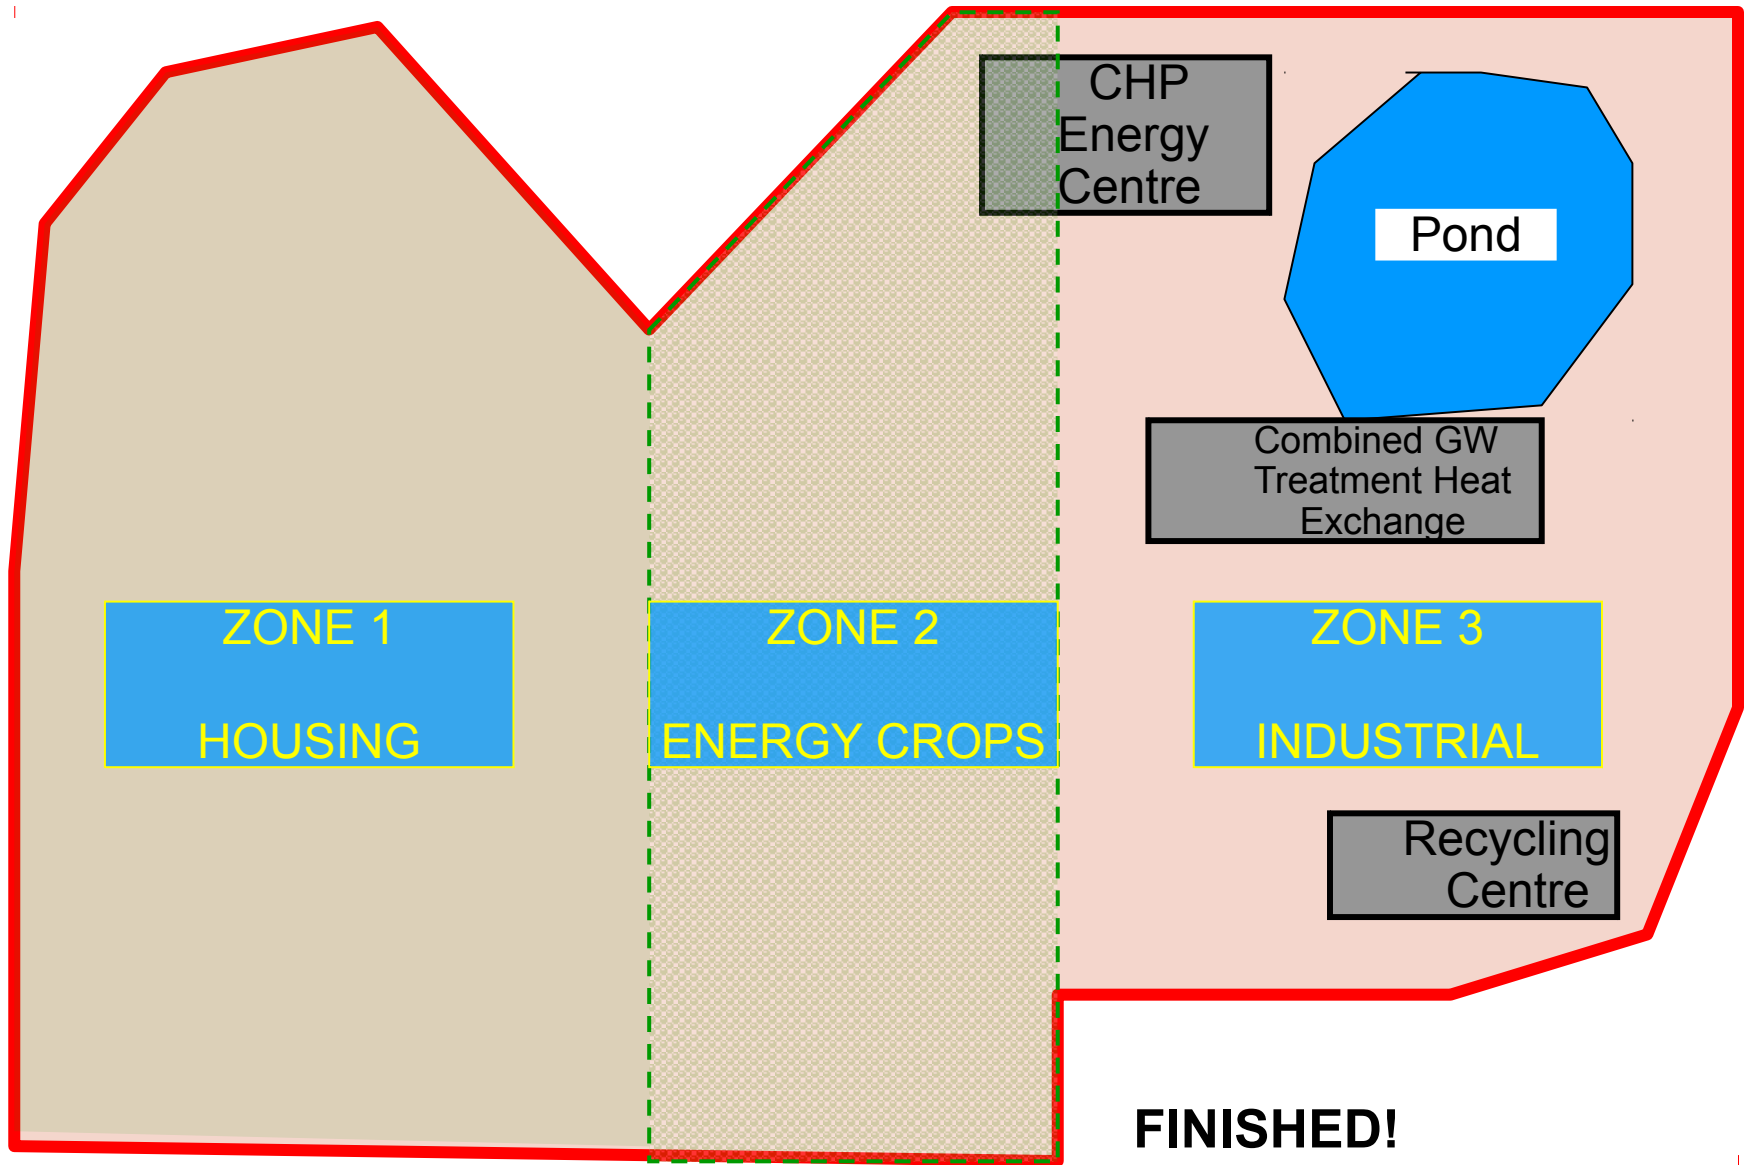 CHP
Energy
Centre
Pond
Combined GW
Treatment Heat
Exchange
ZONE 1
HOUSING
ZONE 2
ENERGY CROPS
ZONE 3
INDUSTRIAL
Recycling
Centre
FINISHED!